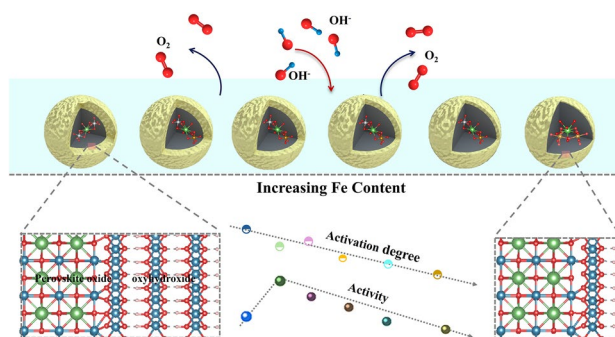 OH⁻
O₂
O₂
OH⁻
Increasing Fe Content
Activation degree
Perovskite oxide
oxyhydroxide
Activity